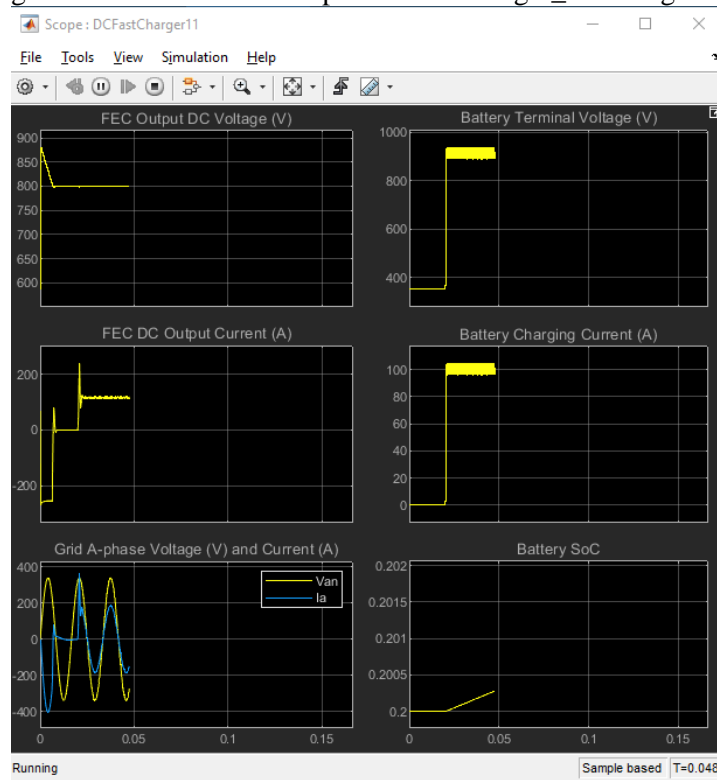 Scope : DCFastCharger11
File Tools View Simulation Help
FEC Output DC Voltage (V)
900
850
800
750
700
650
600
Battery Terminal Voltage (V)
1000
800
600
400
FEC DC Output Current (A)
200
0
-200
Battery Charging Current (A)
100
80
60
40
20
0
Grid A-phase Voltage (V) and Current (A)
400
200
0
-200
-400
Van
Ia
0 0.05 0.1 0.15
Battery SoC
0.202
0.2015
0.201
0.2005
0.2
0 0.05 0.1 0.15
Running
Sample based T=0.048